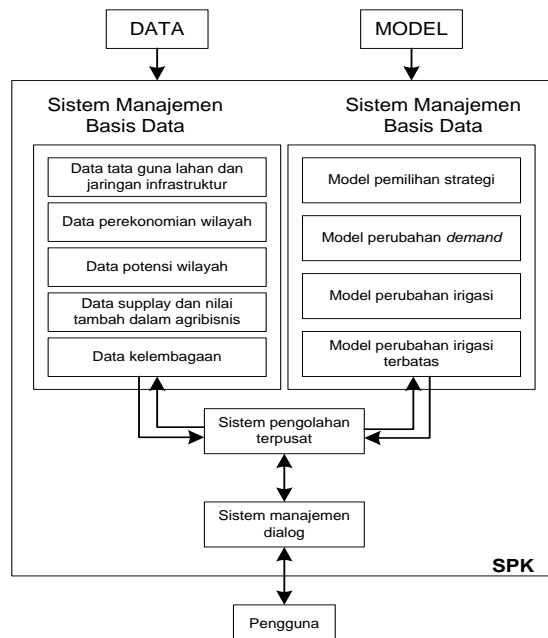 DATA
MODEL
Sistem Manajemen
Basis Data
Data tata guna lahan dan
jaringan infrastruktur
Data perekonomian wilayah
Data potensi wilayah
Data supplay dan nilai
tambah dalam agribisnis
Data kelembagaan
Sistem Manajemen
Basis Data
Model pemilihan strategi
Model perubahan demand
Model perubahan irigasi
Model perubahan irigasi
terbatas
Sistem pengolahan
terpusat
Sistem manajemen
dialog
SPK
Pengguna